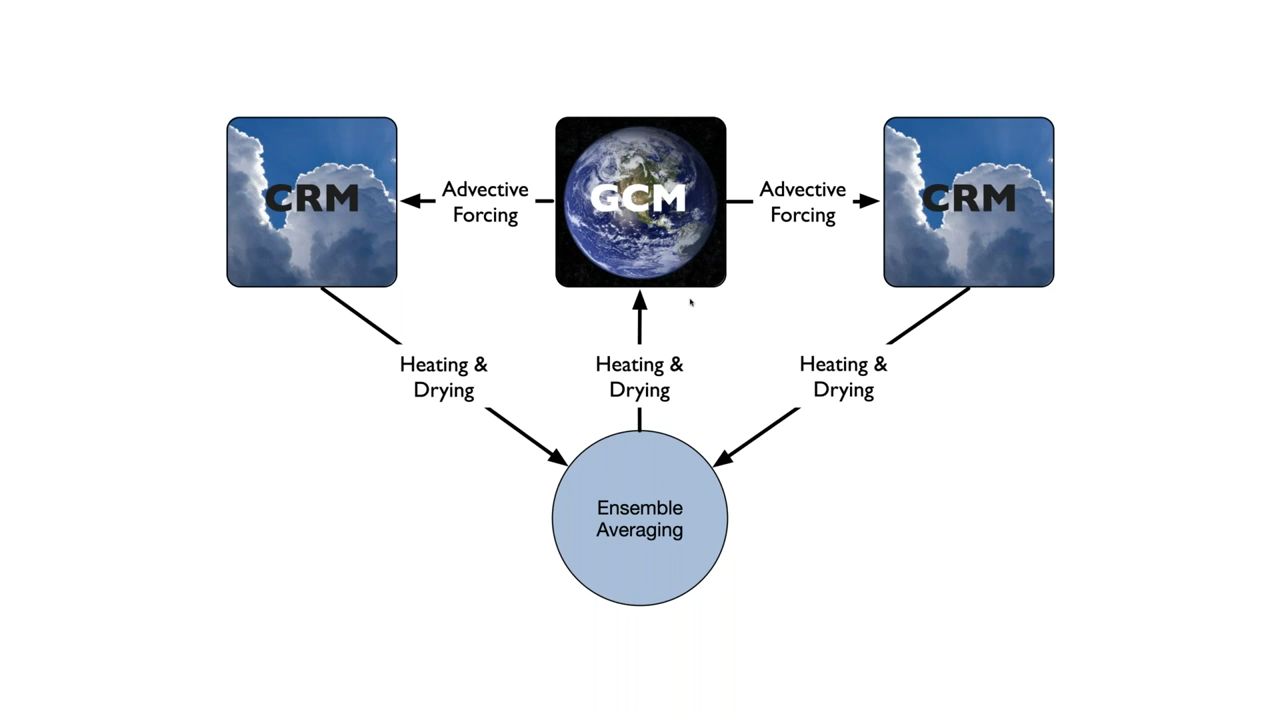 CRM
Advective
Forcing
GCM
Advective
Forcing
CRM
Heating &
Drying
Heating &
Drying
Heating &
Drying
Ensemble
Averaging